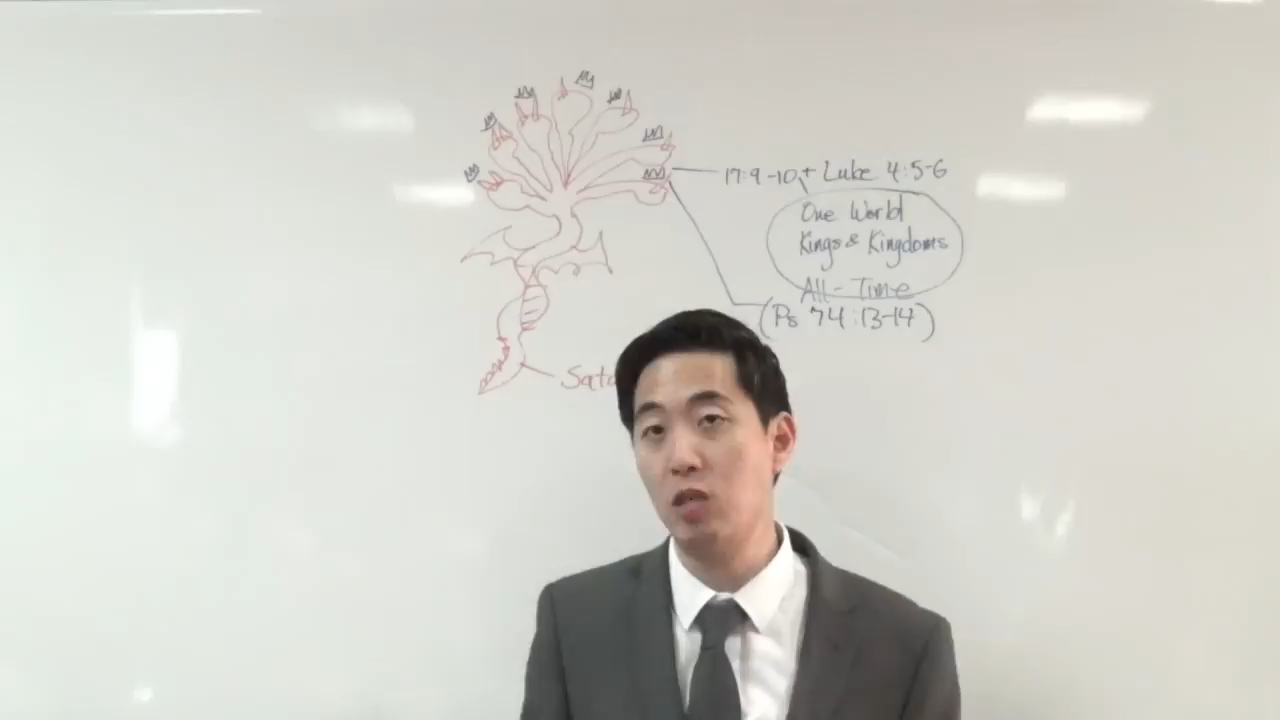 17:9-10, + Luke 4:5-6
One World
Kings & Kingdoms
All-Time
(Ps 74:13-14)